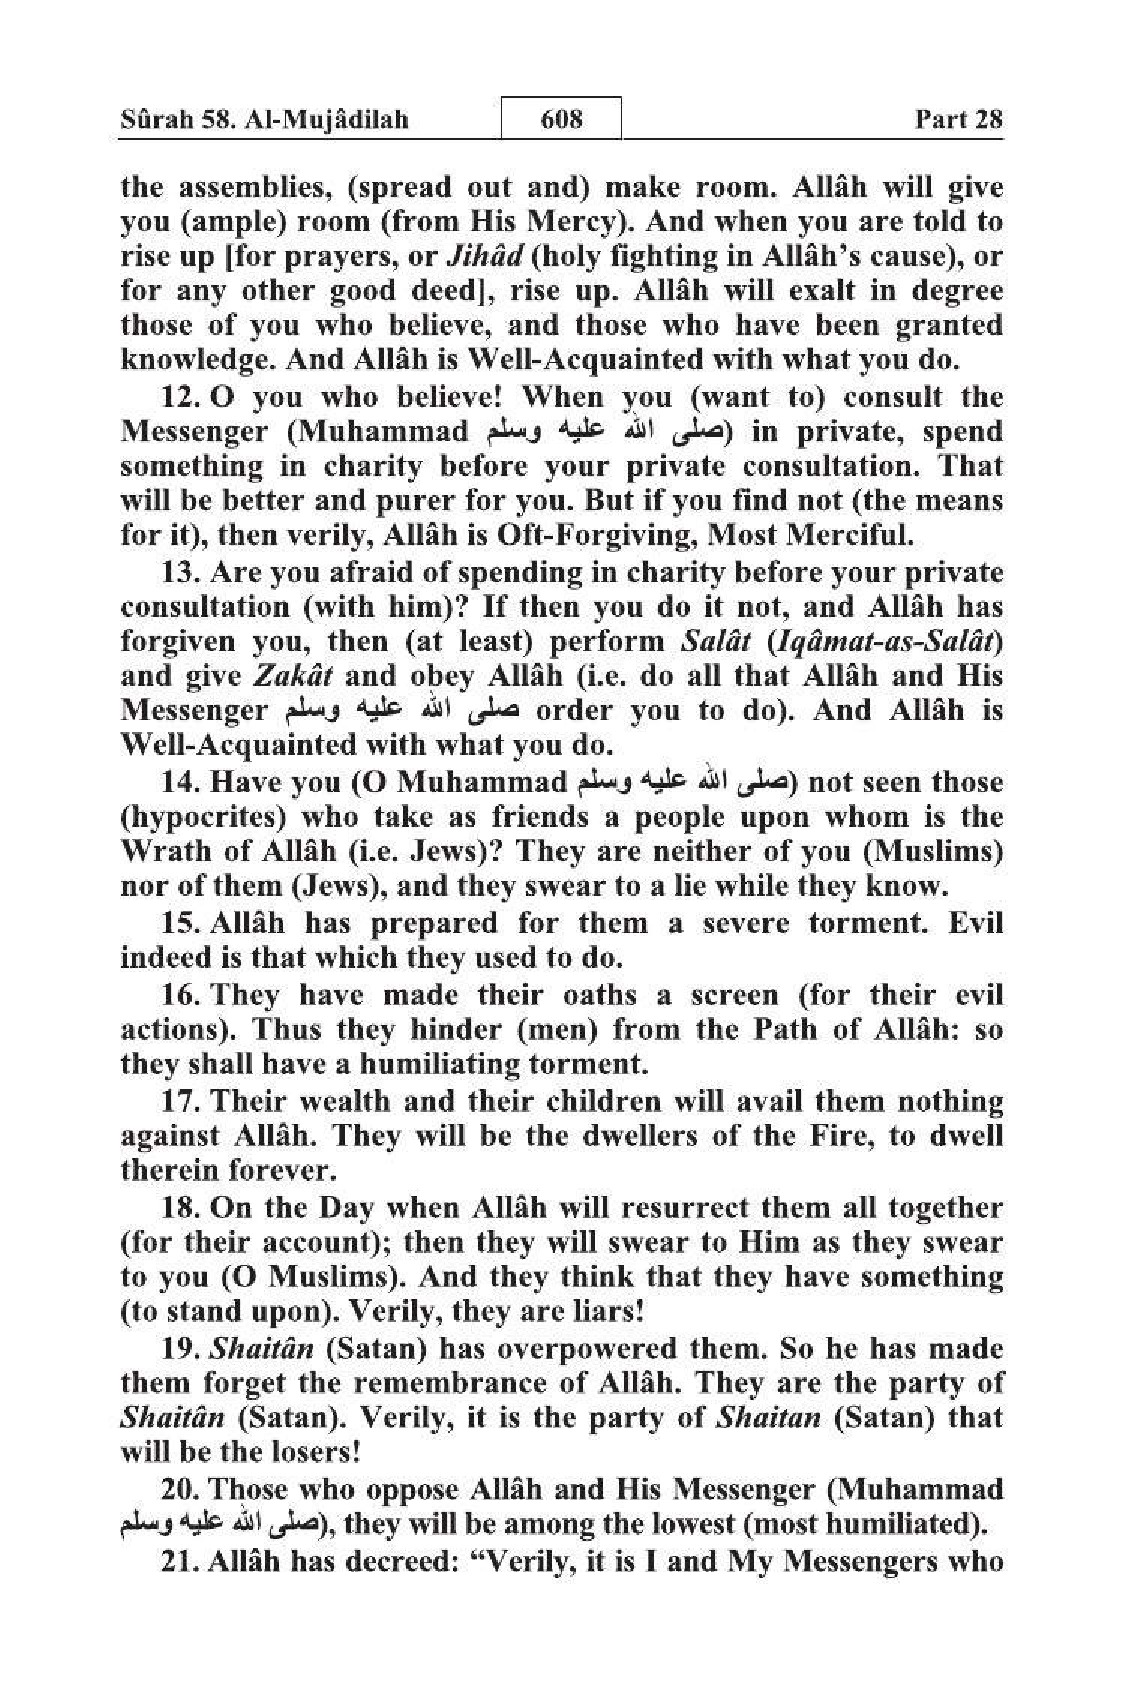 Sûrah 58. Al-Mujâdilah 608 Part 28
the assemblies, (spread out and) make room. Allâh will give
you (ample) room (from His Mercy). And when you are told to
rise up [for prayers, or Jihâd (holy fighting in Allâh's cause), or
for any other good deed], rise up. Allâh will exalt in degree
those of you who believe, and those who have been granted
knowledge. And Allâh is Well-Acquainted with what you do.
12. O you who believe! When you (want to) consult the
Messenger (Muhammad صلى الله عليه وسلم) in private, spend
something in charity before your private consultation. That
will be better and purer for you. But if you find not (the means
for it), then verily, Allâh is Oft-Forgiving, Most Merciful.
13. Are you afraid of spending in charity before your private
consultation (with him)? If then you do it not, and Allâh has
forgiven you, then (at least) perform Salât (Iqâmat-as-Salât)
and give Zakât and obey Allâh (i.e. do all that Allâh and His
Messenger صلى الله عليه وسلم order you to do). And Allâh is
Well-Acquainted with what you do.
14. Have you (O Muhammad صلى الله عليه وسلم) not seen those
(hypocrites) who take as friends a people upon whom is the
Wrath of Allâh (i.e. Jews)? They are neither of you (Muslims)
nor of them (Jews), and they swear to a lie while they know.
15. Allâh has prepared for them a severe torment. Evil
indeed is that which they used to do.
16. They have made their oaths a screen (for their evil
actions). Thus they hinder (men) from the Path of Allâh: so
they shall have a humiliating torment.
17. Their wealth and their children will avail them nothing
against Allâh. They will be the dwellers of the Fire, to dwell
therein forever.
18. On the Day when Allâh will resurrect them all together
(for their account); then they will swear to Him as they swear
to you (O Muslims). And they think that they have something
(to stand upon). Verily, they are liars!
19. Shaitân (Satan) has overpowered them. So he has made
them forget the remembrance of Allâh. They are the party of
Shaitân (Satan). Verily, it is the party of Shaitan (Satan) that
will be the losers!
20. Those who oppose Allâh and His Messenger (Muhammad
صلى الله عليه وسلم), they will be among the lowest (most humiliated).
21. Allâh has decreed: “Verily, it is I and My Messengers who